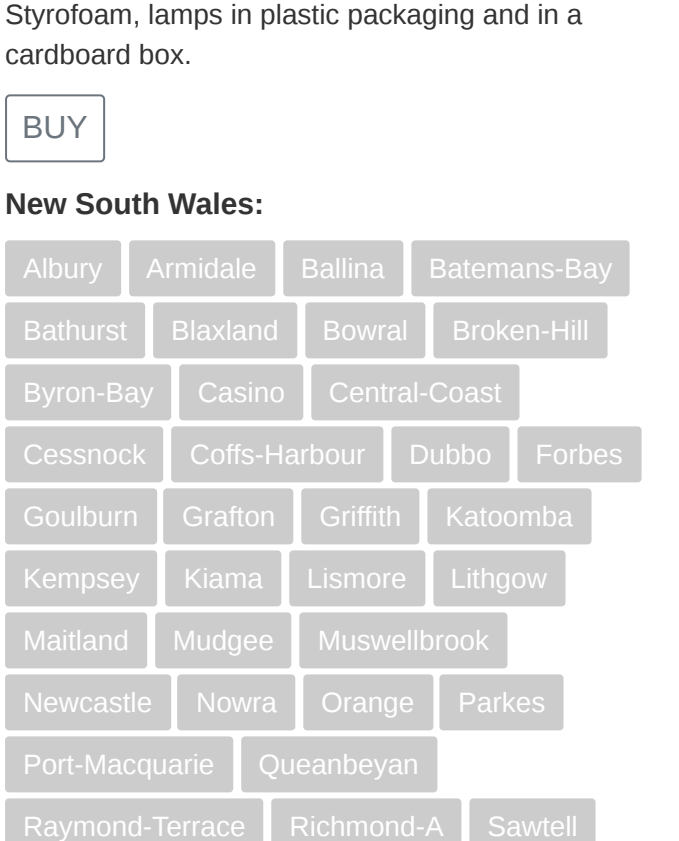 Styrofoam, lamps in plastic packaging and in a
cardboard box.
BUY
New South Wales:
Albury Armidale Ballina Batemans-Bay
Bathurst Blaxland Bowral Broken-Hill
Byron-Bay Casino Central-Coast
Cessnock Coffs-Harbour Dubbo Forbes
Goulburn Grafton Griffith Katoomba
Kempsey Kiama Lismore Lithgow
Maitland Mudgee Muswellbrook
Newcastle Nowra Orange Parkes
Port-Macquarie Queanbeyan
Raymond-Terrace Richmond-A Sawtell